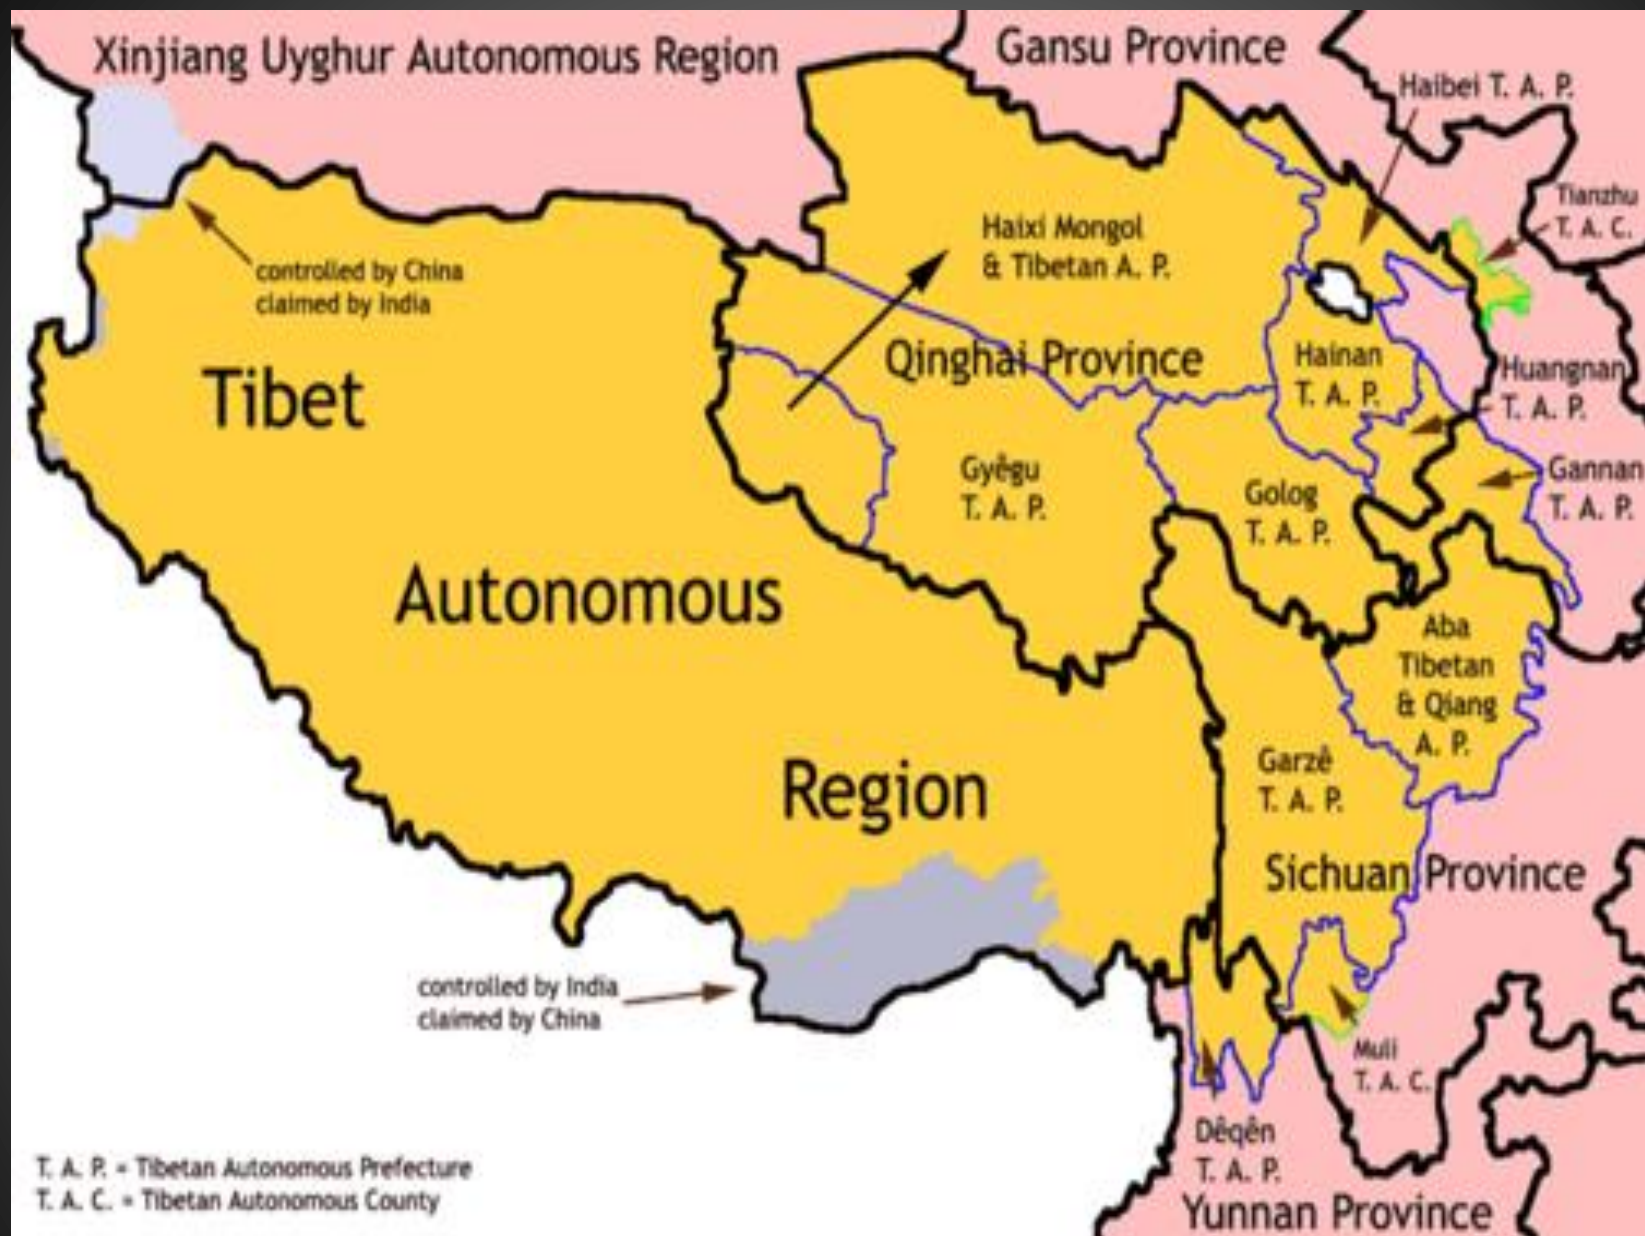 Xinjiang Uyghur Autonomous Region
Gansu Province
Haibei T. A. P.
Tianzhu
T. A. C.
Haixi Mongol
& Tibetan A. P.
controlled by China
claimed by India
Qinghai Province
Hainan
T. A. P.
Huangnan
T. A. P.
Tibet
Gyêgu
T. A. P.
Golog
T. A. P.
Gannan
T. A. P.
Autonomous
Aba
Tibetan
& Qiang
A. P.
Region
Garzê
T. A. P.
Sichuan Province
controlled by India
claimed by China
Muli
T. A. C.
Dêqên
T. A. P.
Yunnan Province
T. A. P. = Tibetan Autonomous Prefecture
T. A. C. = Tibetan Autonomous County